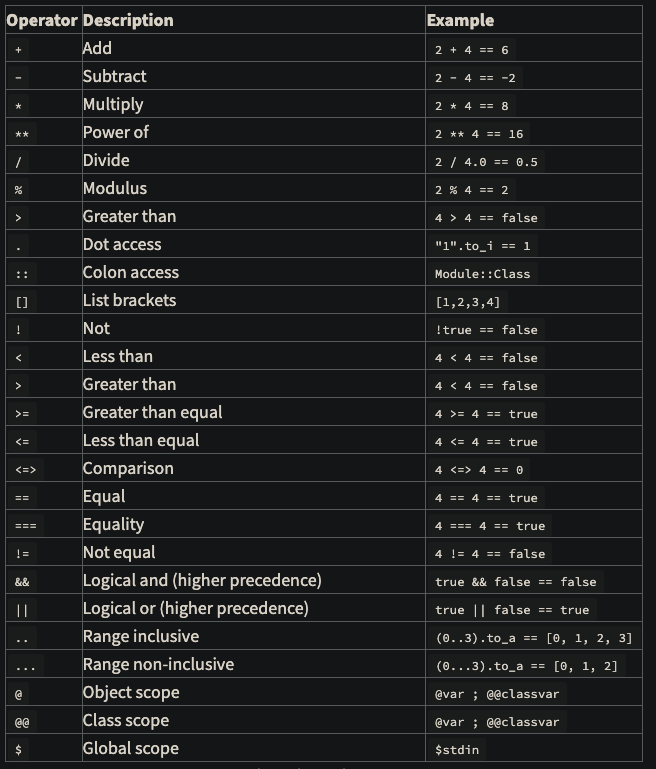 Operator Description Example
+ Add 2 + 4 == 6
- Subtract 2 - 4 == -2
* Multiply 2 * 4 == 8
** Power of 2 ** 4 == 16
/ Divide 2 / 4.0 == 0.5
% Modulus 2 % 4 == 2
> Greater than 4 > 4 == false
. Dot access "1".to_i == 1
:: Colon access Module::Class
[] List brackets [1,2,3,4]
! Not !true == false
< Less than 4 < 4 == false
> Greater than 4 < 4 == false
>= Greater than equal 4 >= 4 == true
<= Less than equal 4 <= 4 == true
<=> Comparison 4 <=> 4 == 0
== Equal 4 == 4 == true
=== Equality 4 === 4 == true
!= Not equal 4 != 4 == false
&& Logical and (higher precedence) true && false == false
|| Logical or (higher precedence) true || false == true
.. Range inclusive (0..3).to_a == [0, 1, 2, 3]
... Range non-inclusive (0...3).to_a == [0, 1, 2]
@ Object scope @var ; @@classvar
@@ Class scope @var ; @@classvar
$ Global scope $stdin